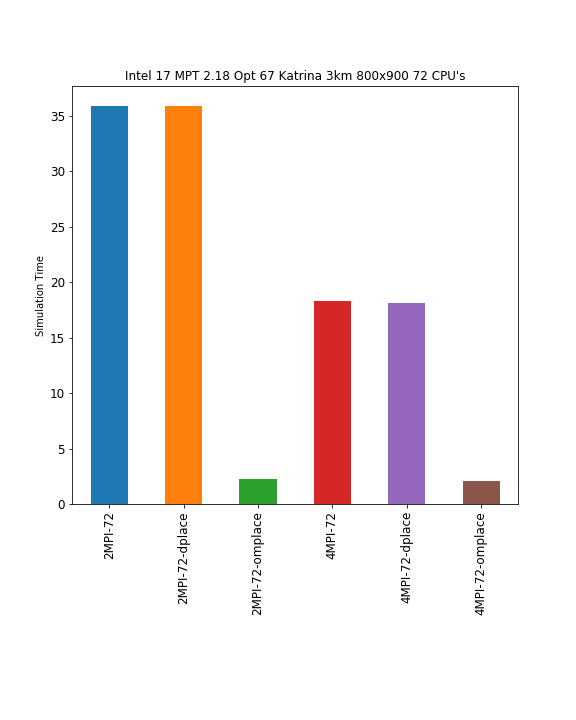 Intel 17 MPT 2.18 Opt 67 Katrina 3km 800x900 72 CPU's
Simulation Time
35
30
25
20
15
10
5
0
2MPI-72
2MPI-72-dplace
2MPI-72-omplace
4MPI-72
4MPI-72-dplace
4MPI-72-omplace